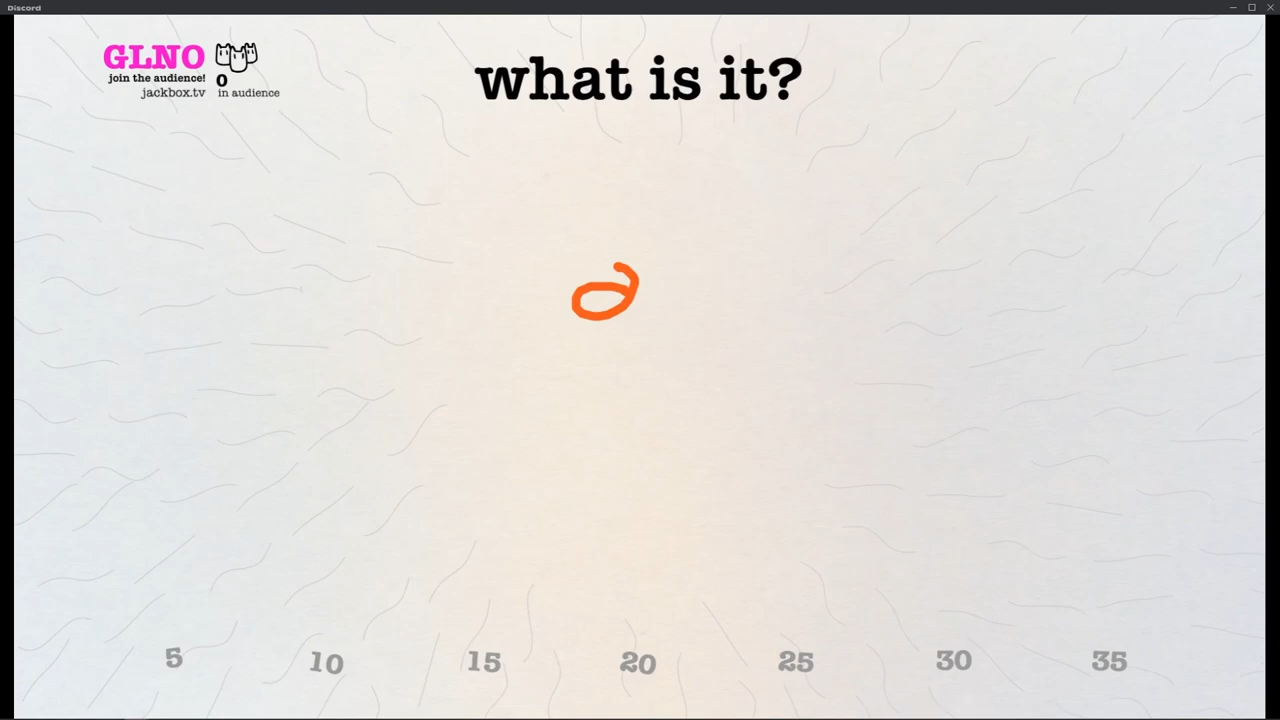 Discord
GLNO
join the audience!
jackbox.tv
0
in audience
what is it?
5 10 15 20 25 30 35